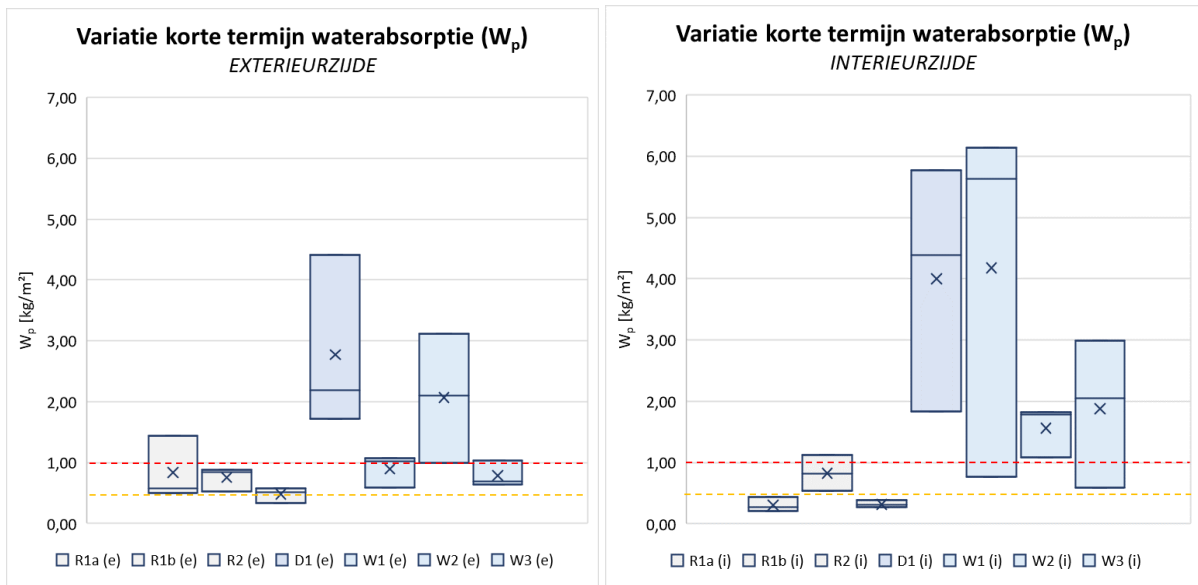 Variatie korte termijn waterabsorptie (Wₚ)
EXTERIEURZIJDE
7,00
6,00
5,00
4,00
3,00
2,00
1,00
0,00
Wₚ [kg/m²]
R1a (e) R1b (e) R2 (e) D1 (e) W1 (e) W2 (e) W3 (e)
Variatie korte termijn waterabsorptie (Wₚ)
INTERIEURZIJDE
7,00
6,00
5,00
4,00
3,00
2,00
1,00
0,00
Wₚ [kg/m²]
R1a (i) R1b (i) R2 (i) D1 (i) W1 (i) W2 (i) W3 (i)